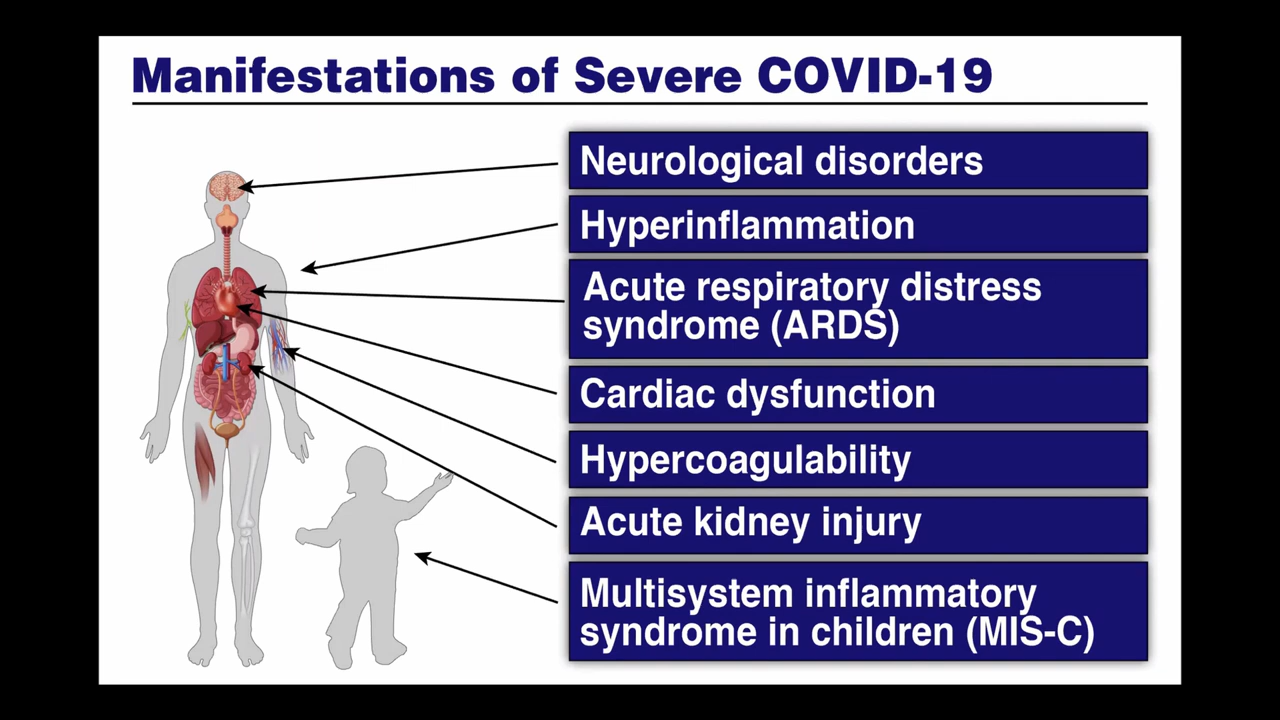 Manifestations of Severe COVID-19
Neurological disorders
Hyperinflammation
Acute respiratory distress
syndrome (ARDS)
Cardiac dysfunction
Hypercoagulability
Acute kidney injury
Multisystem inflammatory
syndrome in children (MIS-C)